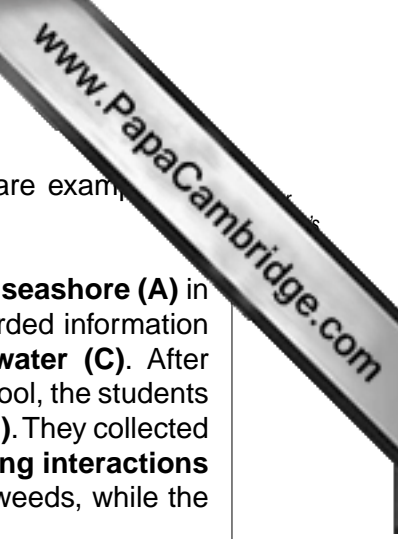 www.PapaCambridge.com
are
seashore (A) in
rded information
water (C). After
ool, the students
). They collected
ng interactions
weeds, while the